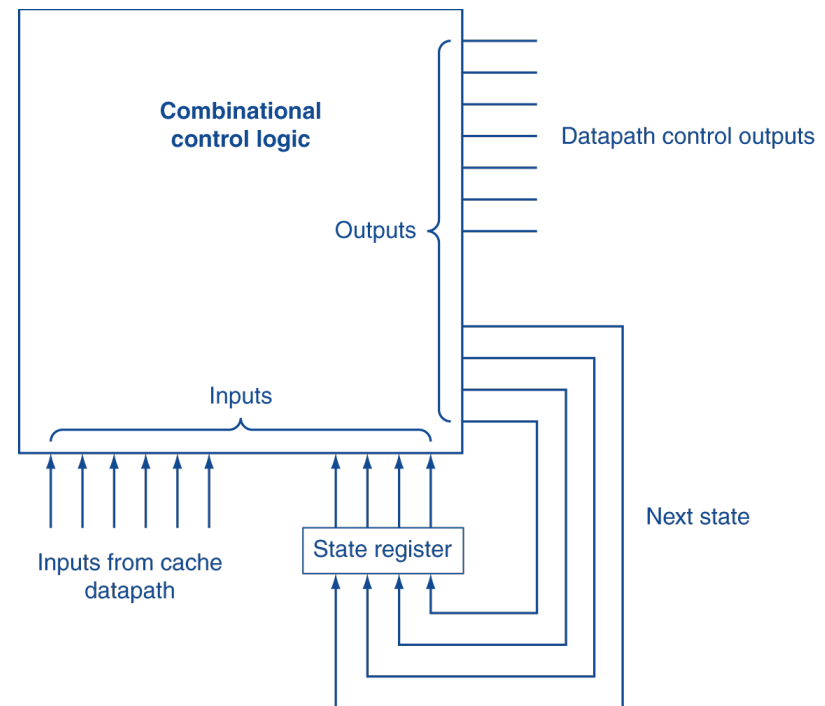 Combinational
control logic
Datapath control outputs
Outputs
Inputs
Next state
State register
Inputs from cache
datapath